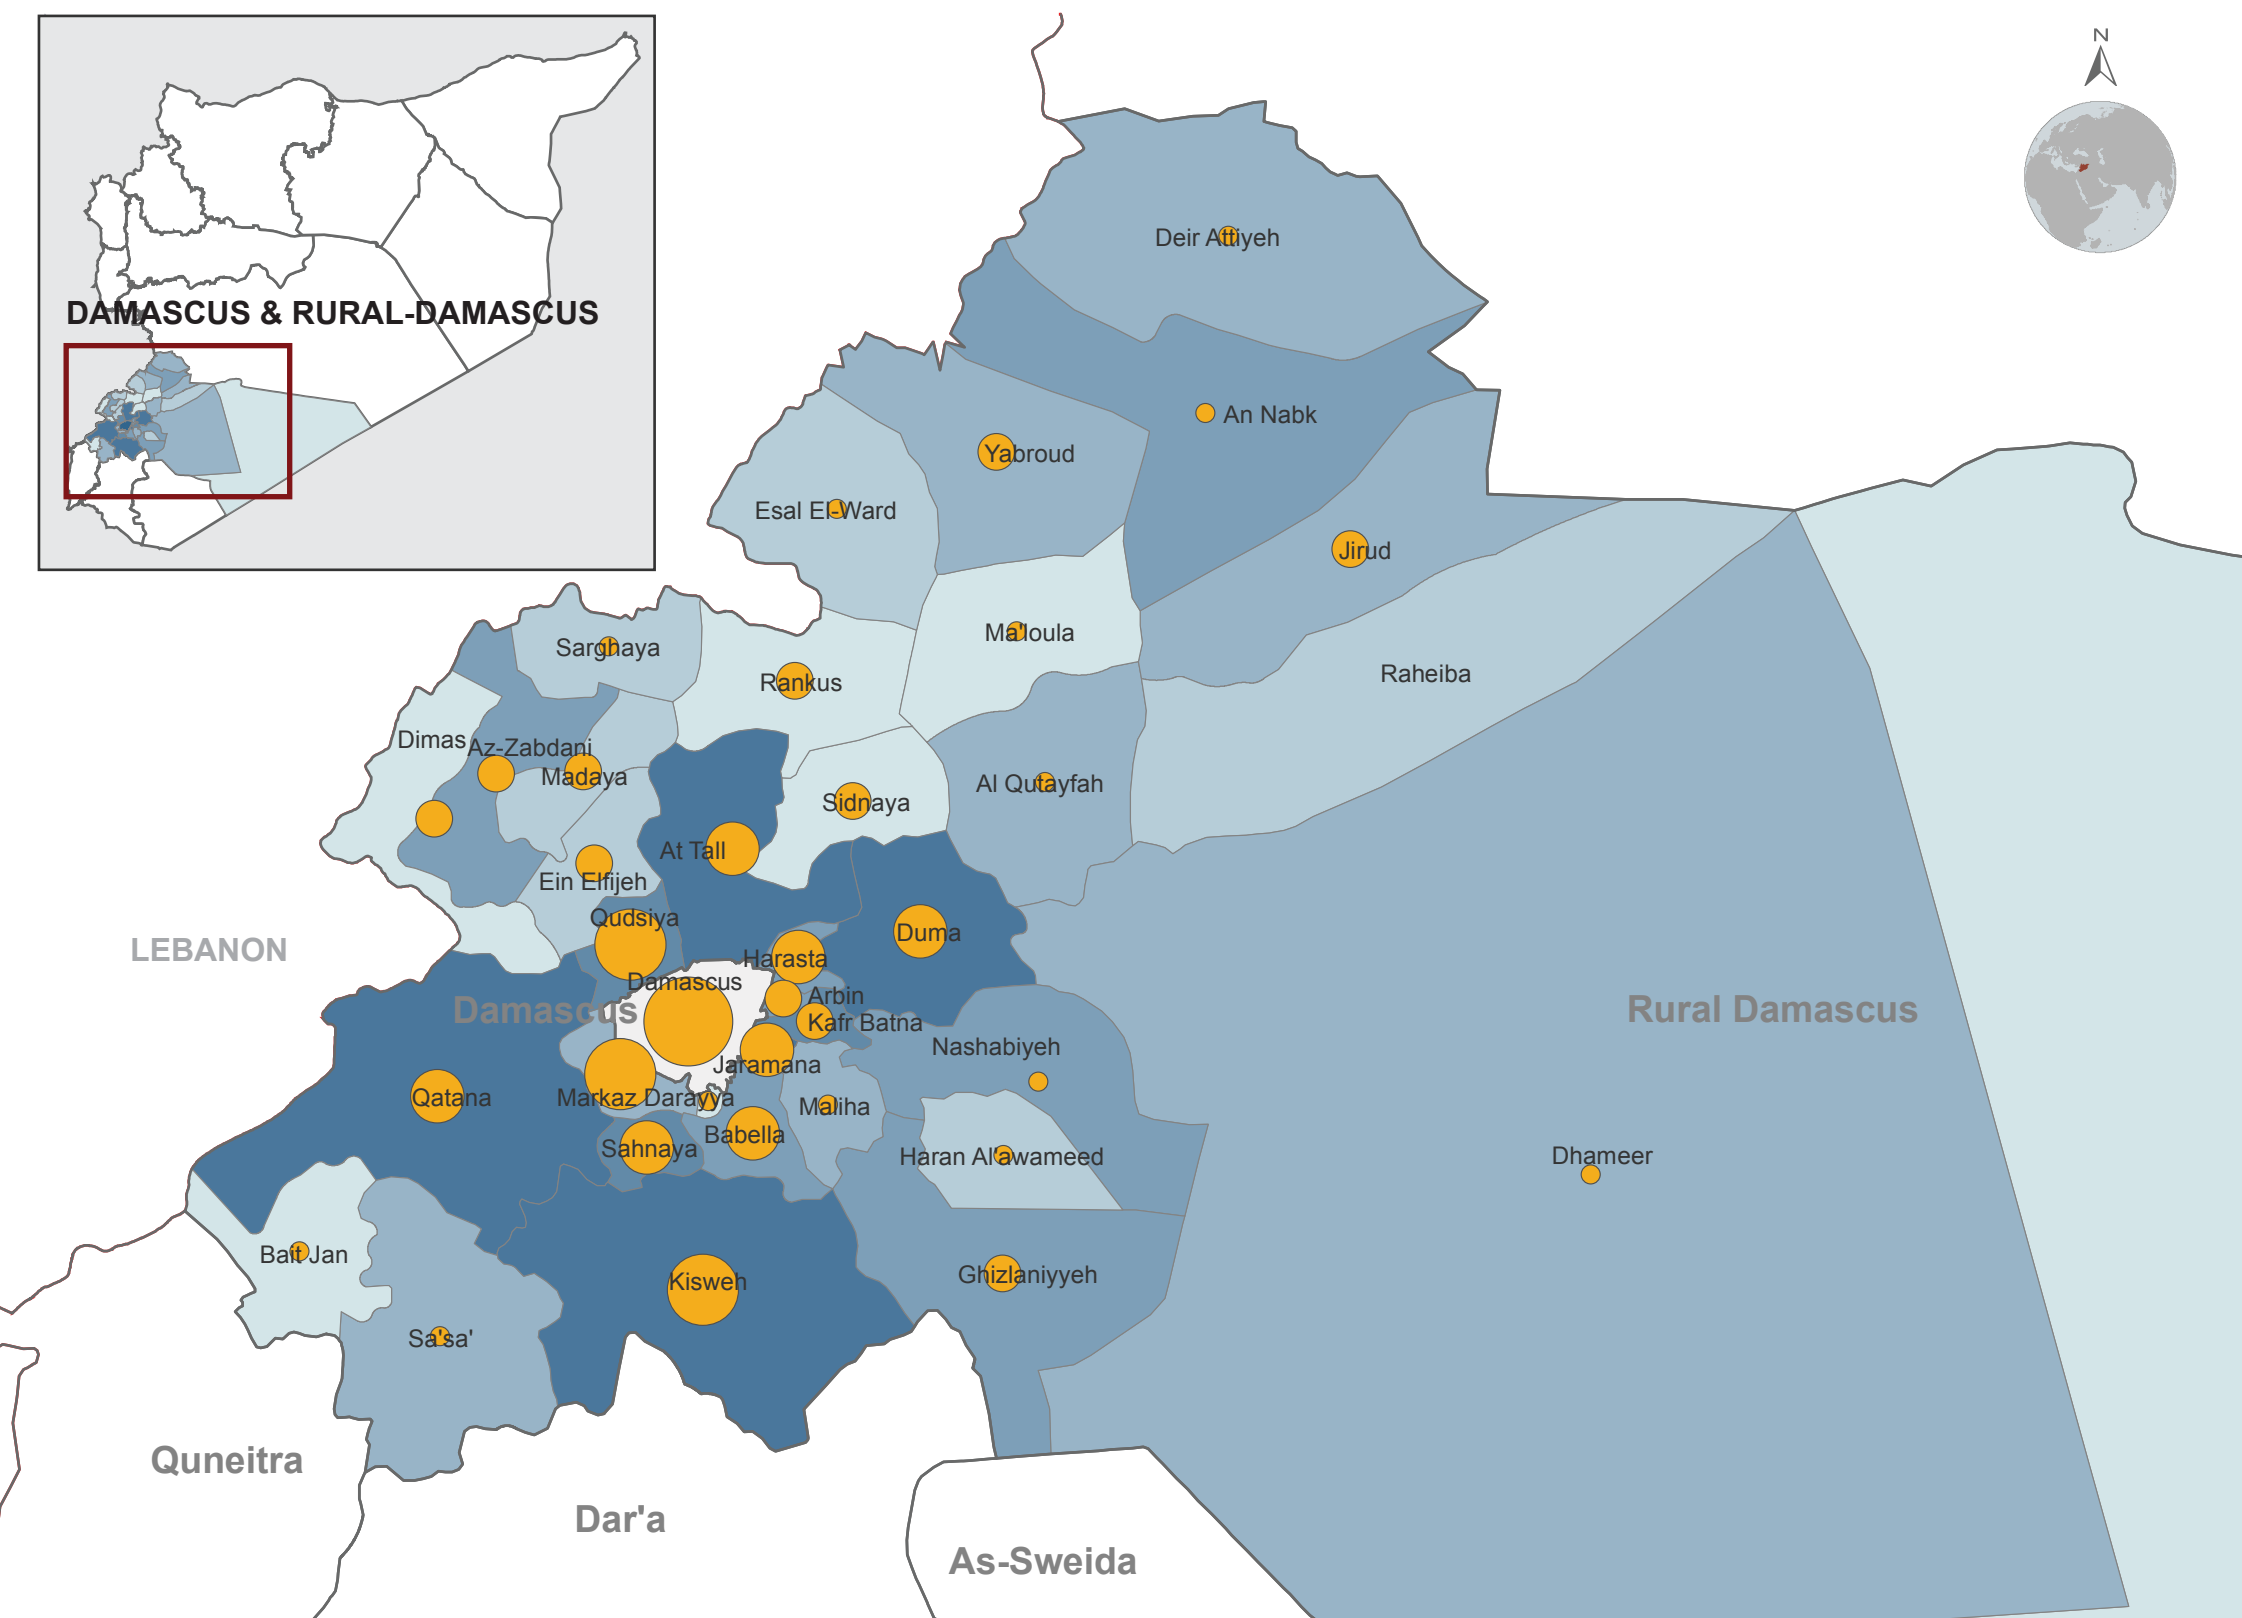 N
DAMASCUS & RURAL-DAMASCUS
Deir Attiyeh
An Nabk
Yabroud
Esal El-Ward
Jirud
Ma'loula
Sarghaya
Raheiba
Rankus
Dimas
Az-Zabdani
Madaya
Al Qutayfah
Sidnaya
At Tall
Ein Elfijeh
Qudsiya
Duma
LEBANON
Harasta
Damascus
Arbin
Damascus
Rural Damascus
Kafr Batna
Nashabiyeh
Jaramana
Qatana
Markaz Darayya
Maliha
Babella
Sahnaya
Haran Al'awameed
Dhameer
Bait Jan
Kisweh
Ghizlaniyyeh
Sa'sa'
Quneitra
Dar'a
As-Sweida